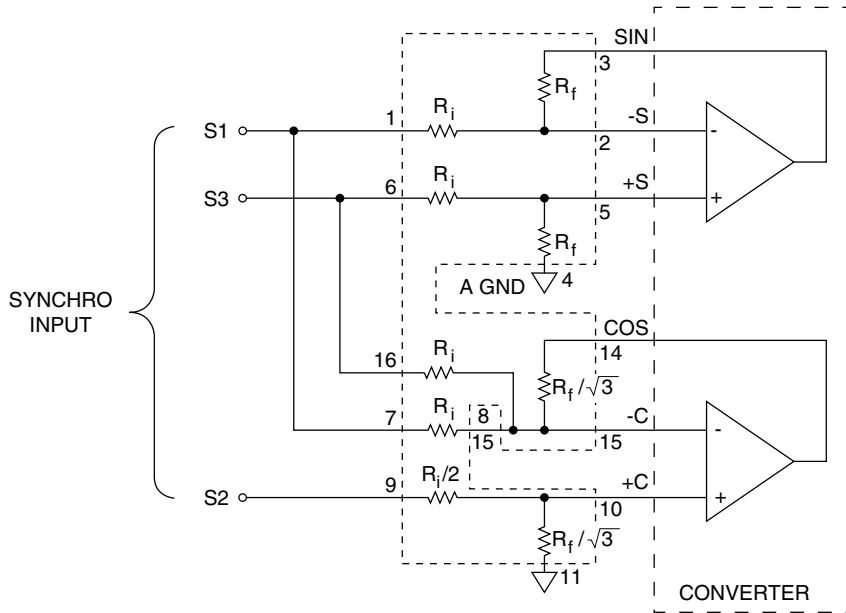 SIN
3
R_f
S1
1
R_i
-S
2
-
S3
6
R_i
+S
5
+
R_f
A GND
4
SYNCHRO
INPUT
COS
14
16
R_i
R_f/√3
7
R_i
8
15
-C
15
-
S2
9
R_i/2
+C
10
+
R_f/√3
11
CONVERTER